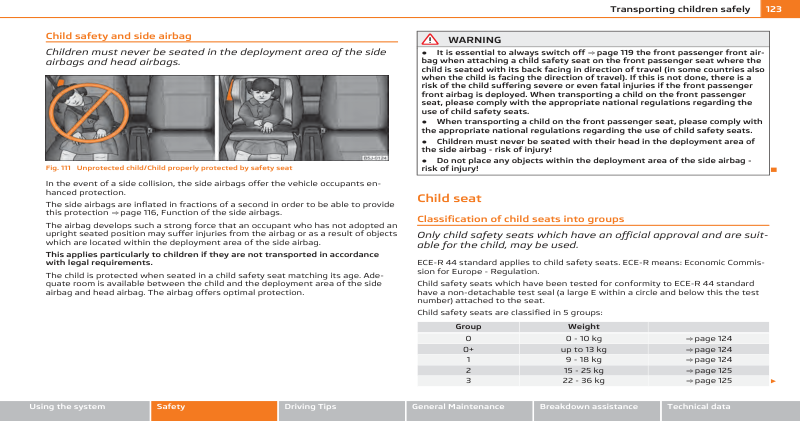 Transporting children safely 123
Child safety and side airbag
Children must never be seated in the deployment area of the side
airbags and head airbags.
Fig. 111 Unprotected child/Child properly protected by safety seat
In the event of a side collision, the side airbags offer the vehicle occupants en-
hanced protection.
The side airbags are inflated in fractions of a second in order to be able to provide
this protection ⇒ page 116, Function of the side airbags.
The airbag develops such a strong force that an occupant who has not adopted an
upright seated position may suffer injuries from the airbag or as a result of objects
which are located within the deployment area of the side airbag.
This applies particularly to children if they are not transported in accordance
with legal requirements.
The child is protected when seated in a child safety seat matching its age. Ade-
quate room is available between the child and the deployment area of the side
airbag and head airbag. The airbag offers optimal protection.
WARNING
● It is essential to always switch off ⇒ page 119 the front passenger front air-
bag when attaching a child safety seat on the front passenger seat where the
child is seated with its back facing in direction of travel (in some countries also
when the child is facing the direction of travel). If this is not done, there is a
risk of the child suffering severe or even fatal injuries if the front passenger
front airbag is deployed. When transporting a child on the front passenger
seat, please comply with the appropriate national regulations regarding the
use of child safety seats.
● When transporting a child on the front passenger seat, please comply with
the appropriate national regulations regarding the use of child safety seats.
● Children must never be seated with their head in the deployment area of
the side airbag - risk of injury!
● Do not place any objects within the deployment area of the side airbag -
risk of injury!
Child seat
Classification of child seats into groups
Only child safety seats which have an official approval and are suit-
able for the child, may be used.
ECE-R 44 standard applies to child safety seats. ECE-R means: Economic Commis-
sion for Europe - Regulation.
Child safety seats which have been tested for conformity to ECE-R 44 standard
have a non-detachable test seal (a large E within a circle and below this the test
number) attached to the seat.
Child safety seats are classified in 5 groups:
Group Weight
0 0 - 10 kg ⇒ page 124
0+ up to 13 kg ⇒ page 124
1 9 - 18 kg ⇒ page 124
2 15 - 25 kg ⇒ page 125
3 22 - 36 kg ⇒ page 125
Using the system Safety Driving Tips General Maintenance Breakdown assistance Technical data